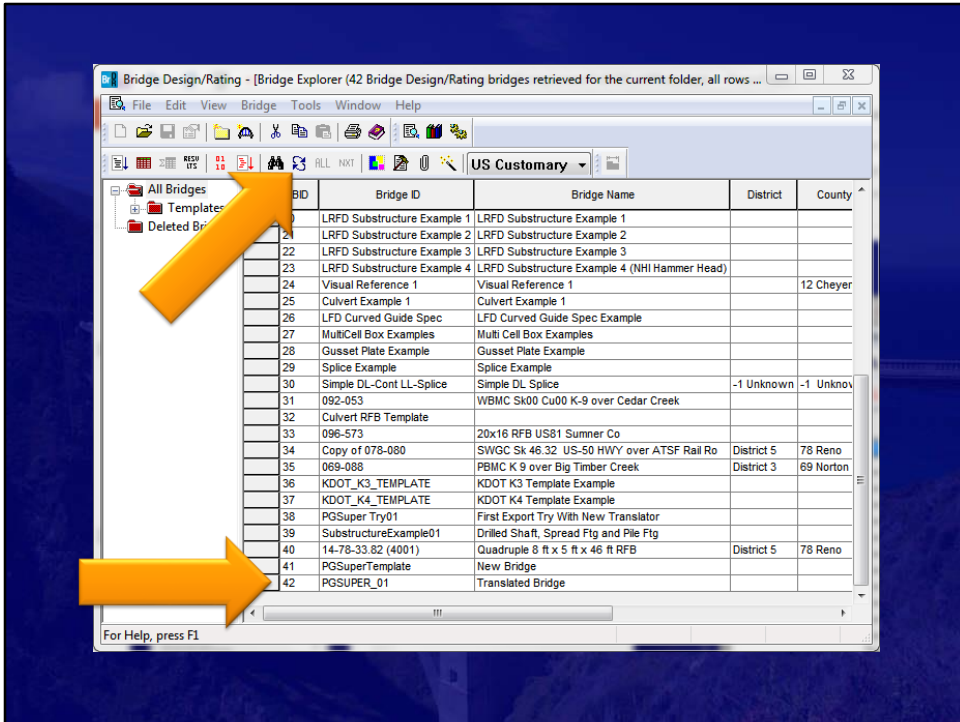 Br R Bridge Design/Rating - [Bridge Explorer (42 Bridge Design/Rating bridges retrieved for the current folder, all rows ...
File Edit View Bridge Tools Window Help
RESU LTS ALL NXT US Customary
All Bridges
Templates
Deleted
BID Bridge ID Bridge Name District County
LRFD Substructure Example 1 LRFD Substructure Example 1
21 LRFD Substructure Example 2 LRFD Substructure Example 2
22 LRFD Substructure Example 3 LRFD Substructure Example 3
23 LRFD Substructure Example 4 LRFD Substructure Example 4 (NHI Hammer Head)
24 Visual Reference 1 Visual Reference 1 12 Cheyen
25 Culvert Example 1 Culvert Example 1
26 LFD Curved Guide Spec LFD Curved Guide Spec Example
27 MultiCell Box Examples Multi Cell Box Examples
28 Gusset Plate Example Gusset Plate Example
29 Splice Example Splice Example
30 Simple DL-Cont LL-Splice Simple DL Splice -1 Unknown -1 Unknov
31 092-053 WBMC Sk00 Cu00 K-9 over Cedar Creek
32 Culvert RFB Template
33 096-573 20x16 RFB US81 Sumner Co
34 Copy of 078-080 SWGC Sk 46.32 US-50 HWY over ATSF Rail Ro District 5 78 Reno
35 069-088 PBMC K 9 over Big Timber Creek District 3 69 Norton
36 KDOT_K3_TEMPLATE KDOT K3 Template Example
37 KDOT_K4_TEMPLATE KDOT K4 Template Example
38 PGSuper Try01 First Export Try With New Translator
39 SubstructureExample01 Drilled Shaft, Spread Ftg and Pile Ftg
40 14-78-33.82 (4001) Quadruple 8 ft x 5 ft x 46 ft RFB District 5 78 Reno
41 PGSuperTemplate New Bridge
42 PGSUPER_01 Translated Bridge
For Help, press F1